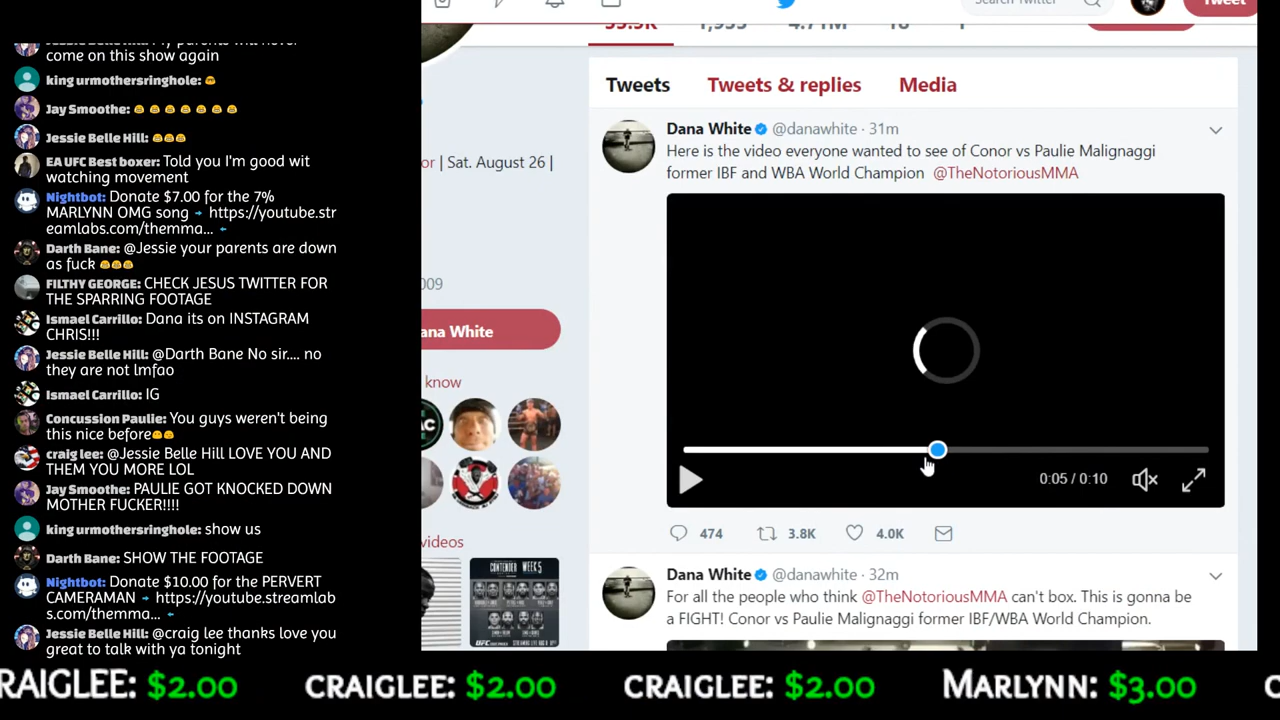 come on this show again
king urmothersringhole:
Jay Smoothe:
Jessie Belle Hill:
EA UFC Best boxer: Told you I'm good wit
watching movement
Nightbot: Donate $7.00 for the 7%
MARLYNN OMG song → https://youtube.str
eamlabs.com/themma... ←
Darth Bane: @Jessie your parents are down
as fuck
FILTHY GEORGE: CHECK JESUS TWITTER FOR
THE SPARRING FOOTAGE
Ismael Carrillo: Dana its on INSTAGRAM
CHRIS!!!
Jessie Belle Hill: @Darth Bane No sir.... no
they are not lmfao
Ismael Carrillo: IG
Concussion Paulie: You guys weren't being
this nice before
craig lee: @Jessie Belle Hill LOVE YOU AND
THEM YOU MORE LOL
Jay Smoothe: PAULIE GOT KNOCKED DOWN
MOTHER FUCKER!!!!
king urmothersringhole: show us
Darth Bane: SHOW THE FOOTAGE
Nightbot: Donate $10.00 for the PERVERT
CAMERAMAN → https://youtube.streamlab
s.com/themma... ←
Jessie Belle Hill: @craig lee thanks love you
great to talk with ya tonight
Tweet
Tweets Tweets & replies Media
or | Sat. August 26 |
009
ana White
know
videos
CONTENDER WEEK 5
UFC
Dana White @danawhite · 31m
Here is the video everyone wanted to see of Conor vs Paulie Malignaggi
former IBF and WBA World Champion @TheNotoriousMMA
0:05 / 0:10
474 3.8K 4.0K
Dana White @danawhite · 32m
For all the people who think @TheNotoriousMMA can't box. This is gonna be
a FIGHT! Conor vs Paulie Malignaggi former IBF/WBA World Champion.
RAIGLEE: $2.00 CRAIGLEE: $2.00 CRAIGLEE: $2.00 MARLYNN: $3.00 C